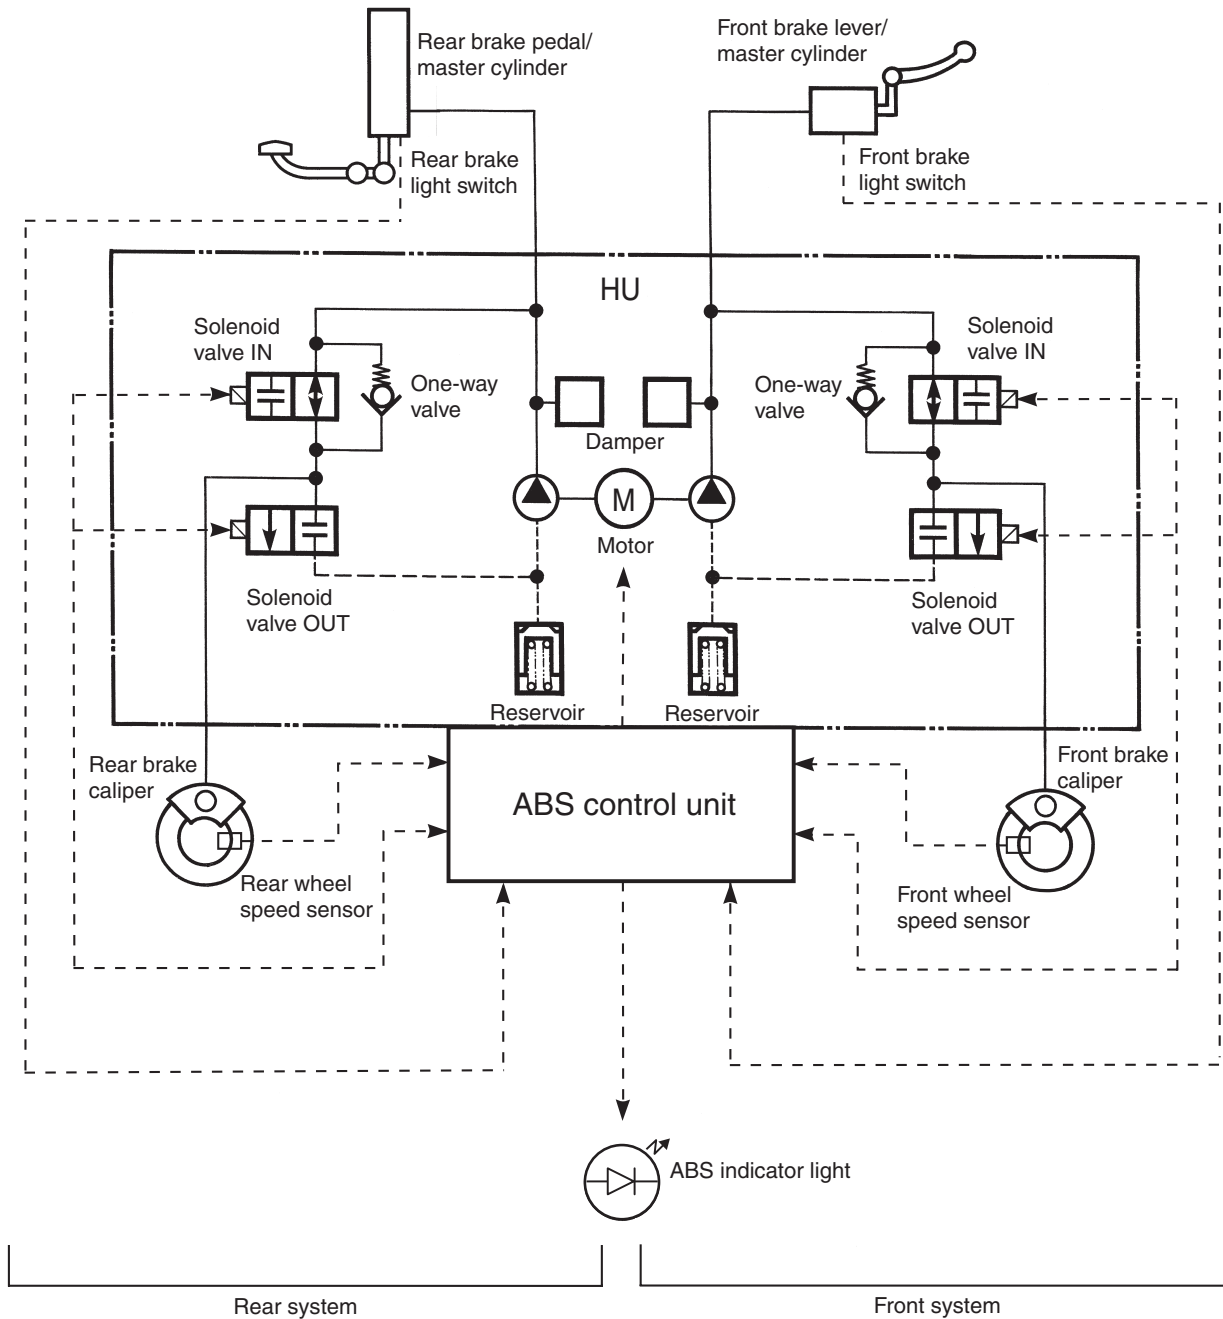 Rear brake pedal/
master cylinder
Front brake lever/
master cylinder
Rear brake
light switch
Front brake
light switch
HU
Solenoid
valve IN
One-way
valve
Damper
One-way
valve
Solenoid
valve IN
M
Motor
Solenoid
valve OUT
Solenoid
valve OUT
Reservoir
Reservoir
Rear brake
caliper
ABS control unit
Front brake
caliper
Rear wheel
speed sensor
Front wheel
speed sensor
ABS indicator light
Rear system
Front system